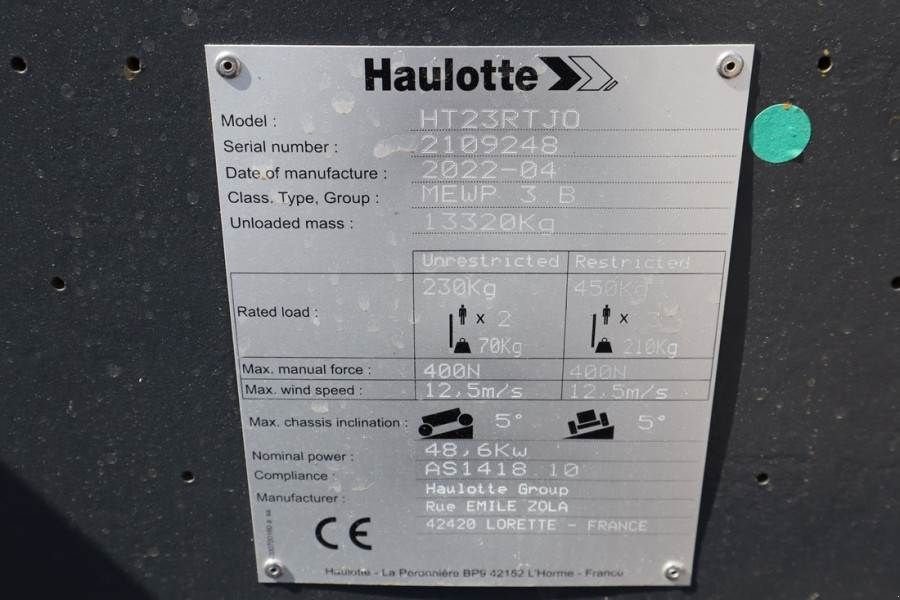 Haulotte
Model : HT23RTJO
Serial number : 2109248
Date of manufacture : 2022-04
Class. Type, Group : MEWP 3 B
Unloaded mass : 13320Kg
Unrestricted Restricted
230Kg 450Kg
Rated load : x 2 x
70Kg 210Kg
Max. manual force : 400N 400N
Max. wind speed : 12,5m/s 12,5m/s
Max. chassis inclination : 5° 5°
Nominal power : 48,6Kw
Compliance : AS1418.10
Manufacturer : Haulotte Group
Rue EMILE ZOLA
42420 LORETTE - FRANCE
CE
Haulotte - La Péronnière BP9 42152 L'Horme - France